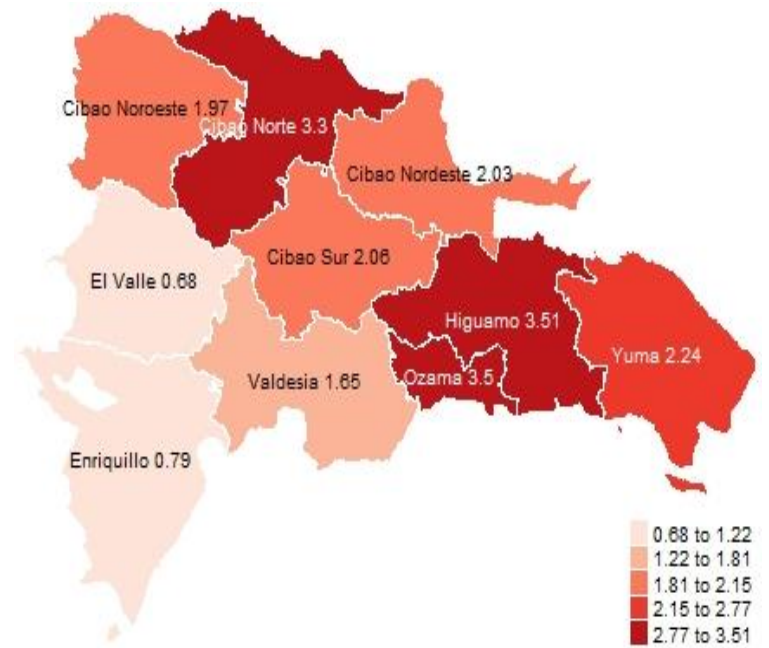 Cibao Noroeste 1.97
Cibao Norte 3.3
Cibao Nordeste 2.03
Cibao Sur 2.06
El Valle 0.68
Higuamo 3.51
Yuma 2.24
Ozama 3.5
Valdesia 1.65
Enriquillo 0.79
0.68 to 1.22
1.22 to 1.81
1.81 to 2.15
2.15 to 2.77
2.77 to 3.51